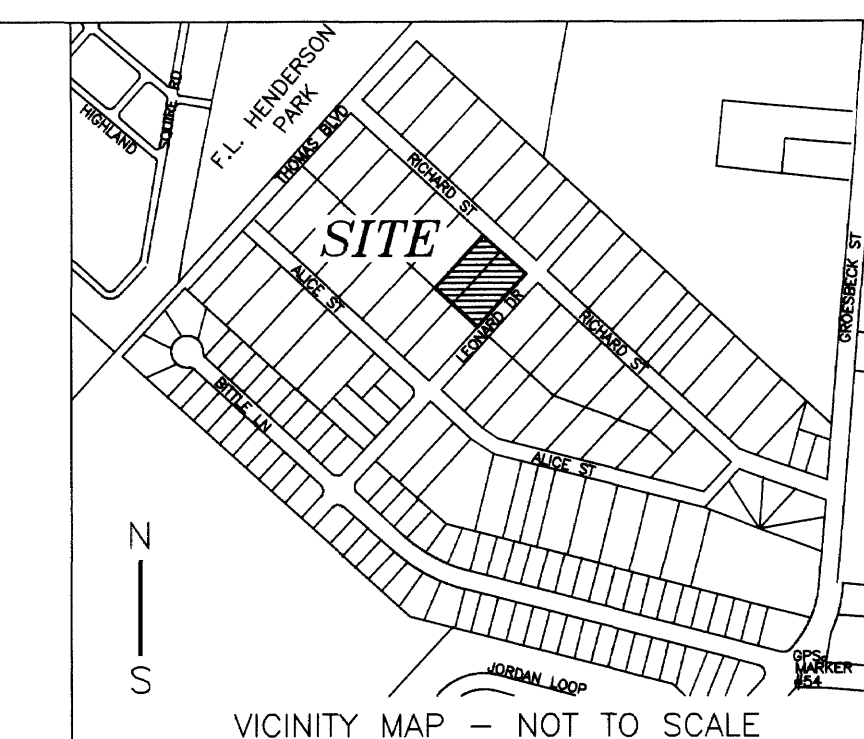 F.L. HENDERSON
PARK
SQUIRE RD
HIGHLAND
THOMAS BLVD
RICHARD ST
SITE
ALICE ST
LEONARD DR
GROESBECK ST
RICHARD ST
BITTLE LN
ALICE ST
N
S
GPS
MARKER
#54
JORDAN LOOP
VICINITY MAP - NOT TO SCALE